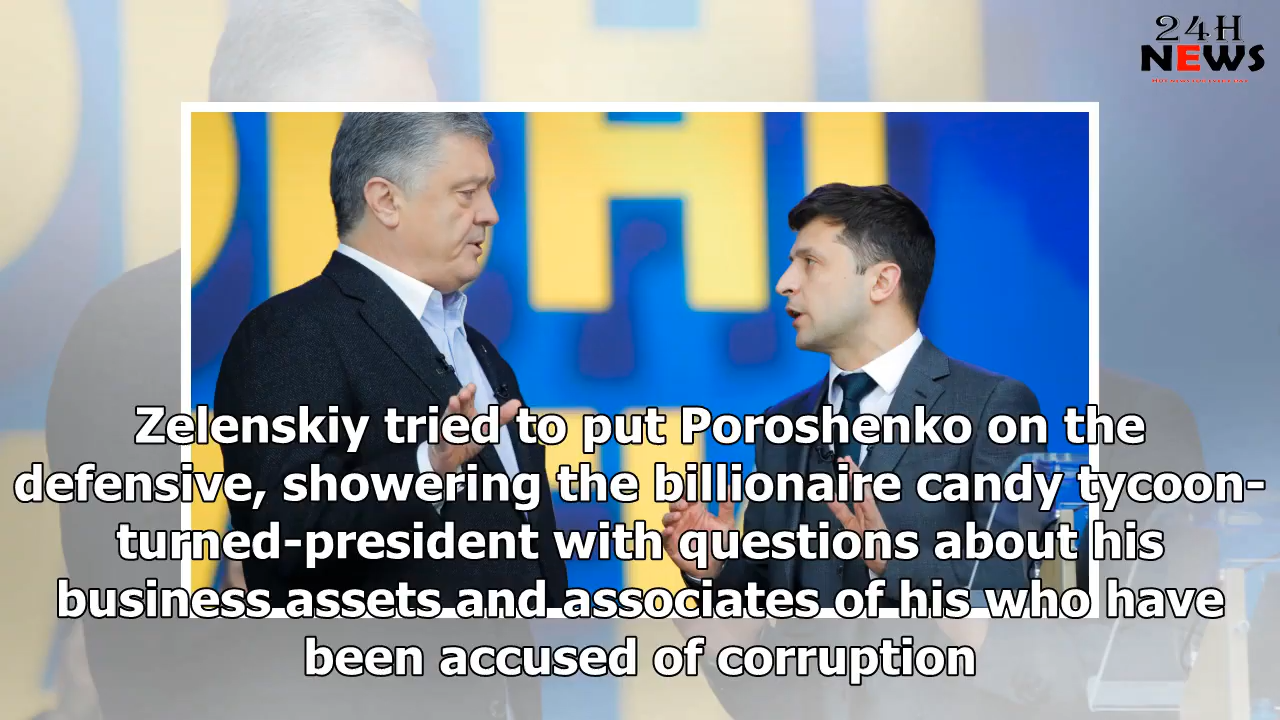 24H
NEWS
Zelenskiy tried to put Poroshenko on the
defensive, showering the billionaire candy tycoon-
turned-president with questions about his
business assets and associates of his who have
been accused of corruption